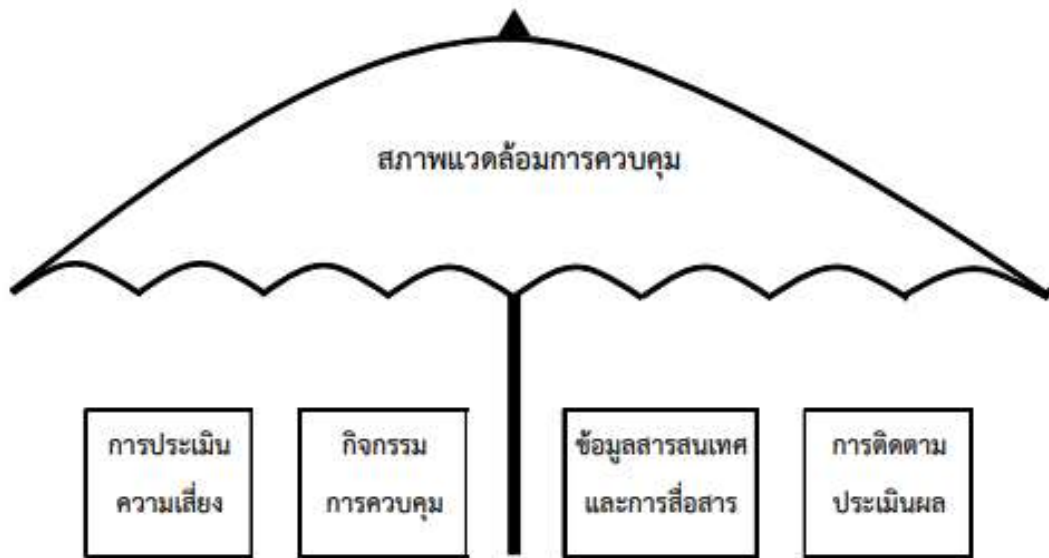 สภาพแวดล้อมการควบคุม
การประเมิน
ความเสี่ยง
กิจกรรม
การควบคุม
ข้อมูลสารสนเทศ
และการสื่อสาร
การติดตาม
ประเมินผล